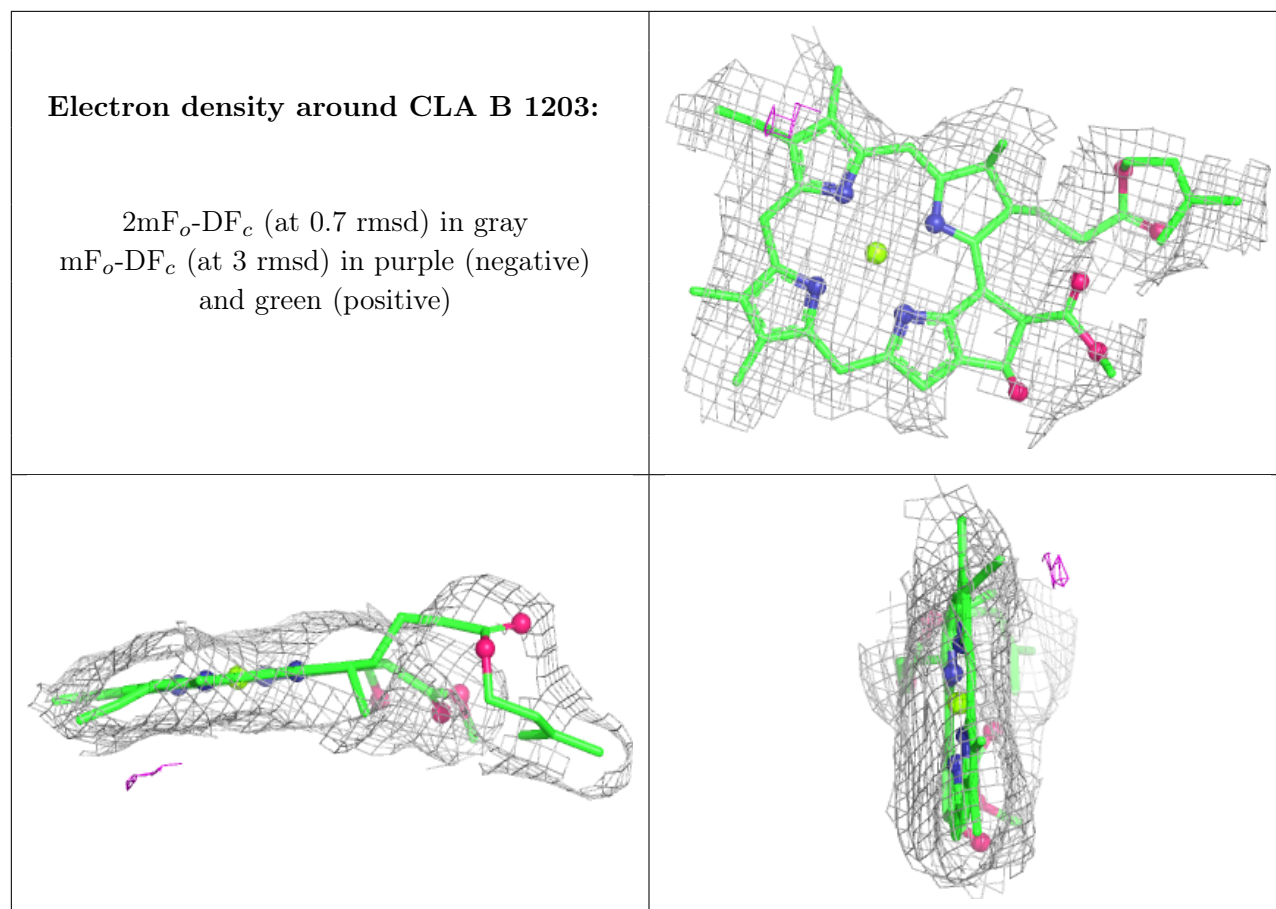 Electron density around CLA B 1203:
2mFo-DFc (at 0.7 rmsd) in gray
mFo-DFc (at 3 rmsd) in purple (negative)
and green (positive)